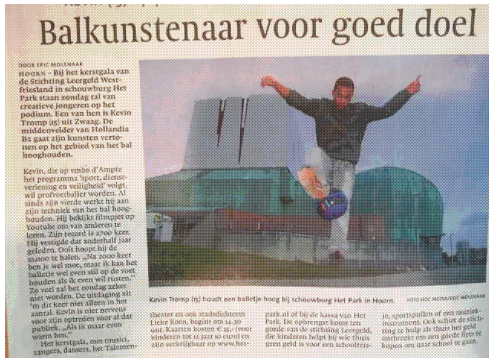 Balkunstenaar voor goed doel
DOOR ERIC MOLENAAR
HOORN - Bij het kerstgala van
de Stichting Leergeld West-
friesland in schouwburg Het
Park staan zondag tal van
creatieve jongeren op het
podium. Een van hen is Kevin
Tromp (15) uit Zwaag. De
middenvelder van Hollandia
B2 gaat zijn kunsten verto-
nen op het gebied van het bal
hooghouden.
Kevin, die op vmbo d'Ampte
het programma 'sport, dienst-
verlening en veiligheid' volgt,
wil profvoetballer worden. Al
sinds zijn vierde werkt hij aan
zijn techniek van het bal hoog-
houden. Hij bekijkt filmpjes op
Youtube om van anderen te
leren. Zijn record is 2700 keer.
Hij vestigde dat anderhalf jaar
geleden. Ooit hoopt hij de
10.000 te halen. „Na 2000 keer
ben je wel moe, maar ik kan het
balletje wel even stil op de voet
houden als ik even wil rusten."
Zo veel zal het zondag zeker
niet worden. De uitdaging zit
'm dit keer niet alleen in het
aantal. Kevin is niet nerveus
voor zijn optreden voor al dat
publiek. „Als ik maar even
warm ben."
Het kerstgala, met musica,
zangers, dansers, het Talenten-
Kevin Tromp (15) houdt een balletje hoog bij schouwburg Het Park in Hoorn.
FOTO HDC MEDIA/ERIC MOLENAAR
theater en ook stadsdichteres
Lieke Koen, begint om 14.30
uur. Kaarten kosten € 15,- (voor
kinderen tot 12 jaar 10 euro) en
zijn verkrijgbaar op www.het-
park.nl of bij de kassa van Het
Park. De opbrengst komt ten
goede van de stichting Leergeld,
die kinderen helpt bij wie thuis
geen geld is voor een schoolreis-
je, sportspullen of een muziekin-
strument. Ook schiet de stich-
ting te hulp als thuis het geld
ontbreekt om een goede fiets te
kopen om naar school te gaan.